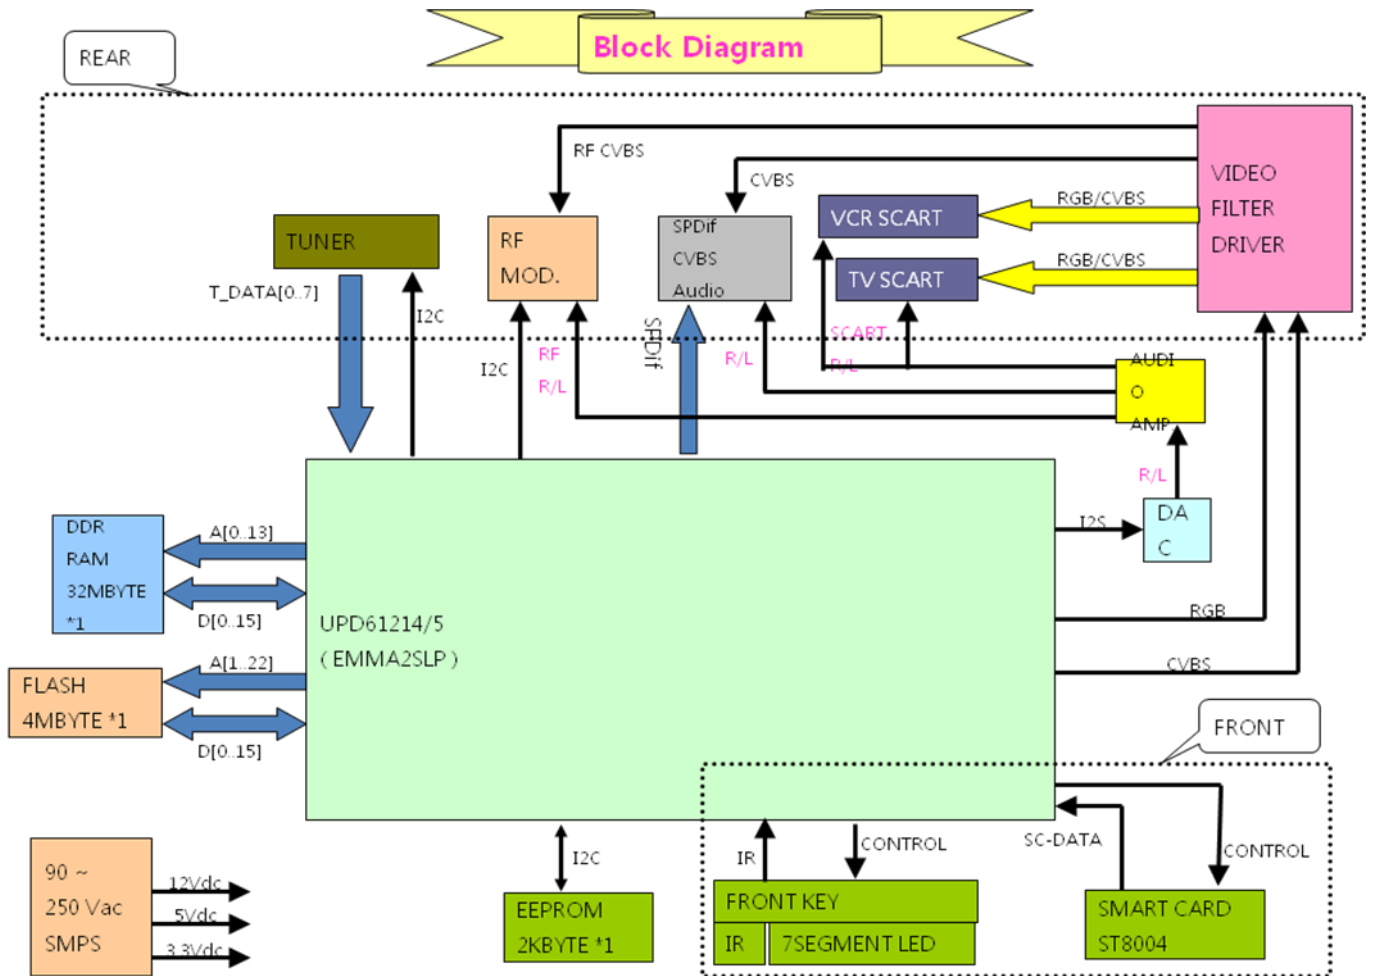 Block Diagram
REAR
RF CVBS
CVBS
VIDEO
FILTER
DRIVER
RGB/CVBS
VCR SCART
TUNER
RF
MOD.
SPDif
CVBS
Audio
RGB/CVBS
TV SCART
T_DATA[0..7]
I2C
I2C
RF
R/L
SPDif
R/L
SCART
R/L
AUDI
O
AMP
R/L
I2S
DA
C
DDR
RAM
32MBYTE
*1
A[0..13]
D[0..15]
UPD61214/5
( EMMA2SLP )
RGB
CVBS
FLASH
4MBYTE *1
A[1..22]
D[0..15]
FRONT
90 ~
250 Vac
SMPS
12Vdc
5Vdc
3.3Vdc
I2C
EEPROM
2KBYTE *1
IR
CONTROL
FRONT KEY
IR
7SEGMENT LED
SC-DATA
CONTROL
SMART CARD
ST8004